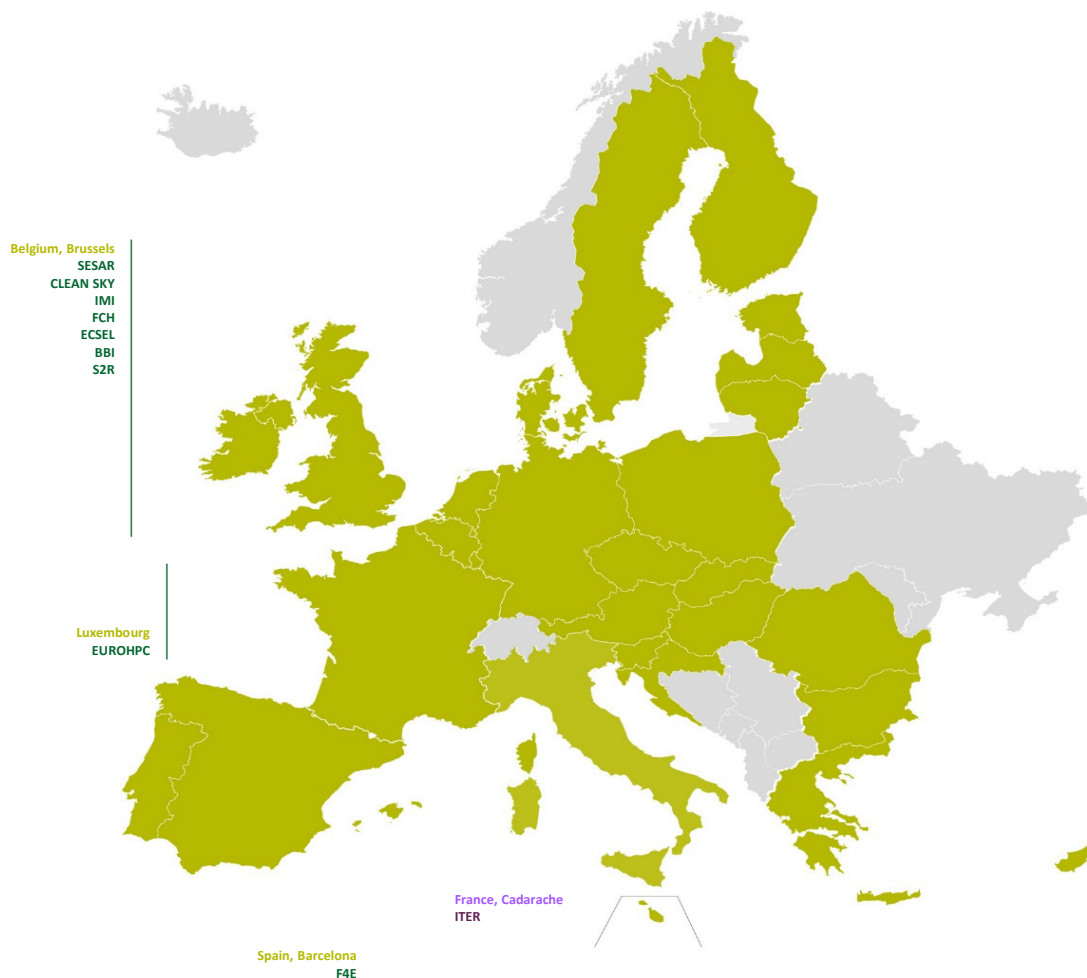 Belgium, Brussels
SESAR
CLEAN SKY
IMI
FCH
ECSEL
BBI
S2R
Luxembourg
EUROHPC
France, Cadarache
ITER
Spain, Barcelona
F4E